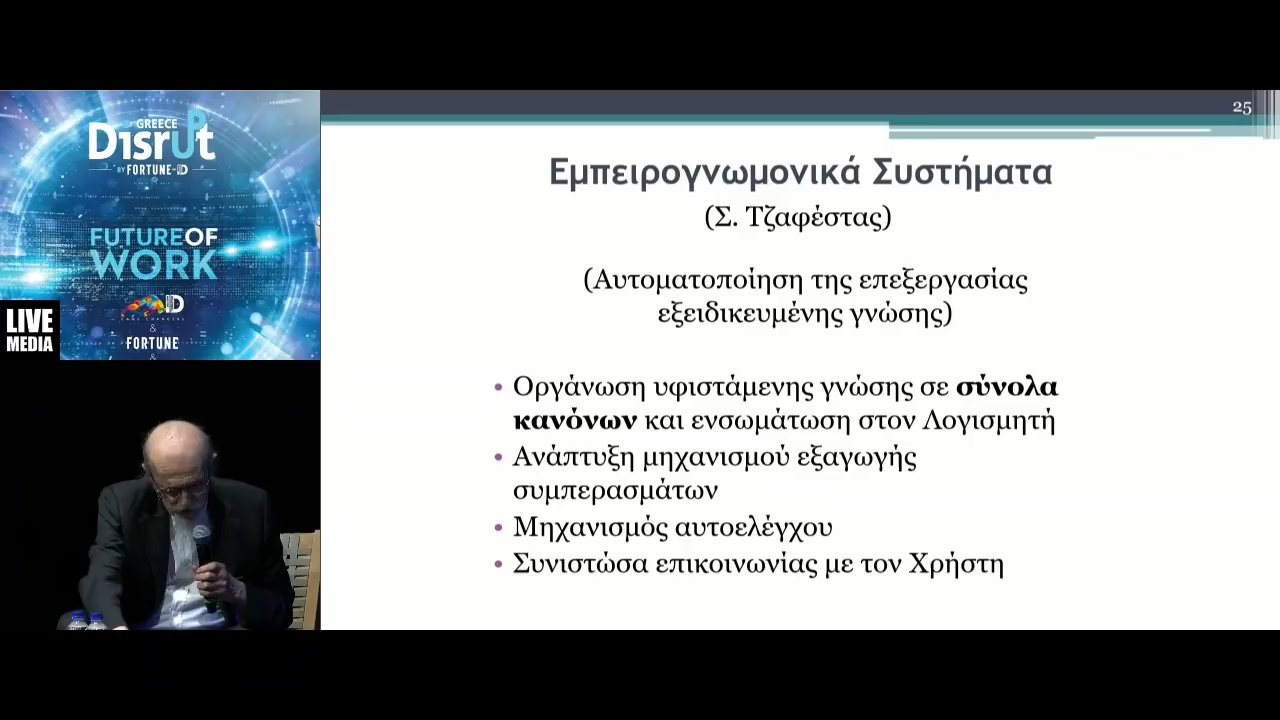 GREECE
DısrUPt
BY FORTUNE
FUTURE OF
WORK
ID
&
FORTUNE
&
LIVE
MEDIA
25
Εμπειρογνωμονικά Συστήματα
(Σ. Τζαφέστας)
(Αυτοματοποίηση της επεξεργασίας
εξειδικευμένης γνώσης)
• Οργάνωση υφιστάμενης γνώσης σε σύνολα
κανόνων και ενσωμάτωση στον Λογισμητή
• Ανάπτυξη μηχανισμού εξαγωγής
συμπερασμάτων
• Μηχανισμός αυτοελέγχου
• Συνιστώσα επικοινωνίας με τον Χρήστη